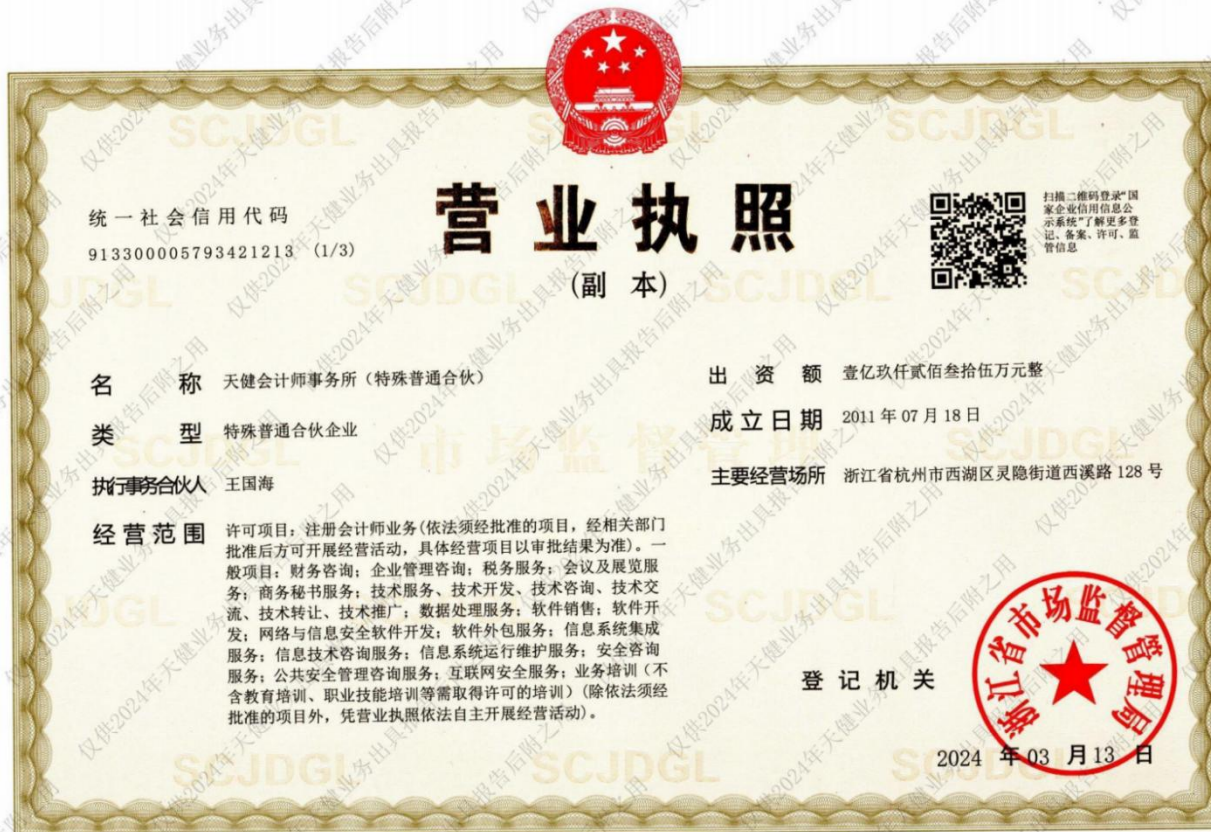 营业执照
(副 本)
统一社会信用代码
913300005793421213 (1/3)
扫描二维码登录“国
家企业信用信息公
示系统”了解更多登
记、备案、许可、监
管信息
名 称 天健会计师事务所（特殊普通合伙）
类 型 特殊普通合伙企业
执行事务合伙人 王国海
经营范围 许可项目：注册会计师业务(依法须经批准的项目，经相关部门
批准后方可开展经营活动，具体经营项目以审批结果为准)。一
般项目：财务咨询；企业管理咨询；税务服务；会议及展览服
务；商务秘书服务；技术服务、技术开发、技术咨询、技术交
流、技术转让、技术推广；数据处理服务；软件销售；软件开
发；网络与信息安全软件开发；软件外包服务；信息系统集成
服务；信息技术咨询服务；信息系统运行维护服务；安全咨询
服务；公共安全管理咨询服务；互联网安全服务；业务培训（不
含教育培训、职业技能培训等需取得许可的培训）(除依法须经
批准的项目外，凭营业执照依法自主开展经营活动)。
出 资 额 壹亿玖仟贰佰叁拾伍万元整
成立日期 2011年07月18日
主要经营场所 浙江省杭州市西湖区灵隐街道西溪路128号
登记机关
浙江省市场监督管理局
2024 年 03 月 13 日
SCJDGL
市场监督管理
仅供2024年天健业务出具报告后附之用